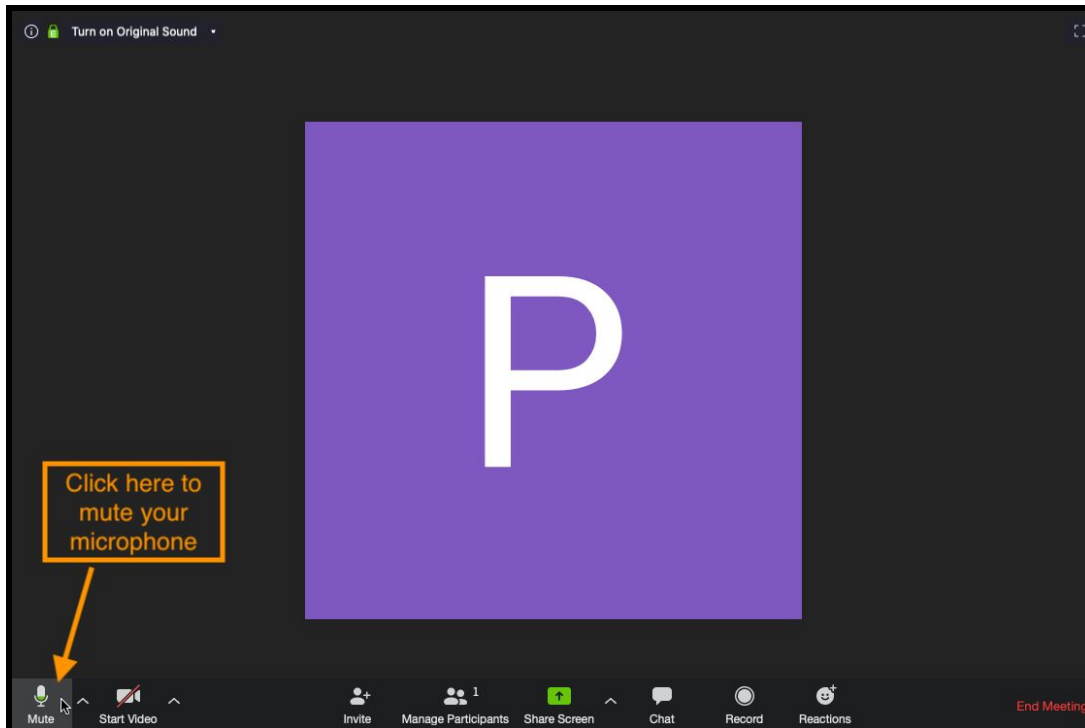 Turn on Original Sound
P
Click here to
mute your
microphone
Mute
Start Video
Invite
1
Manage Participants
Share Screen
Chat
Record
Reactions
End Meeting